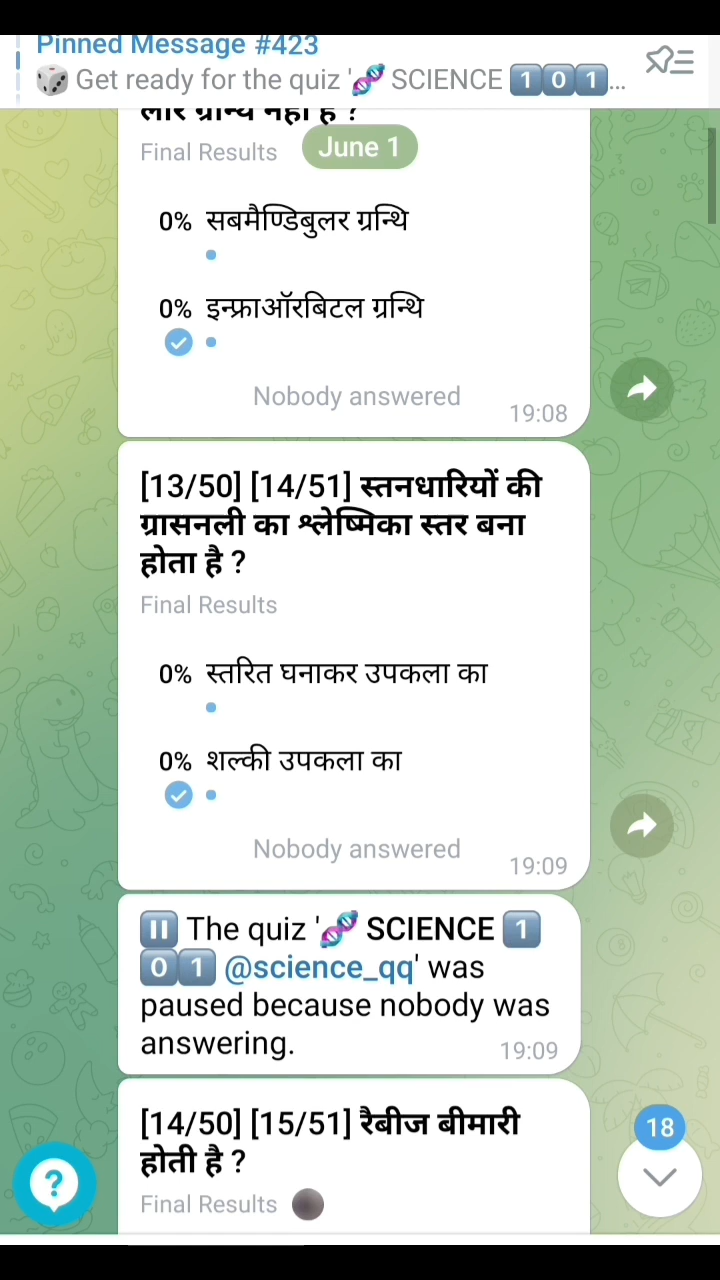 Pinned Message #423
🎲 Get ready for the quiz '🧬 SCIENCE 1️⃣0️⃣1️⃣...
लार ग्रन्थि नहीं है ?
Final Results
June 1
0% सबमैण्डिबुलर ग्रन्थि
0% इन्फ्राऑरबिटल ग्रन्थि
Nobody answered
19:08
[13/50] [14/51] स्तनधारियों की
ग्रासनली का श्लेष्मिका स्तर बना
होता है ?
Final Results
0% स्तरित घनाकर उपकला का
0% शल्की उपकला का
Nobody answered
19:09
⏸ The quiz '🧬 SCIENCE 1️⃣
0️⃣1️⃣ @science_qq' was
paused because nobody was
answering.
19:09
[14/50] [15/51] रैबीज बीमारी
होती है ?
Final Results
18